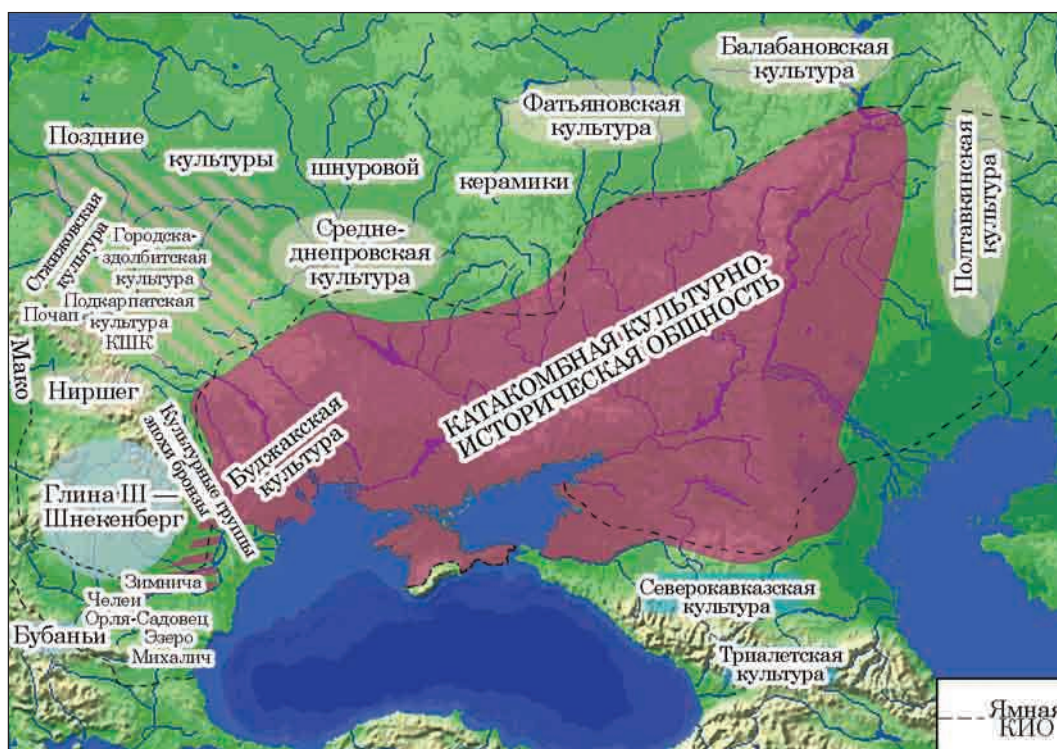 Балабановская
культура
Фатьяновская
культура
Поздние
культуры
шнуровой
керамики
Полтавкинская
культура
Стжижовская
культура
Городска-
здолбитская
культура
Средне-
днепровская
культура
Почап
Подкарпатская
культура
КШК
Мако
Ниршег
КАТАКОМБНАЯ КУЛЬТУРНО-
ИСТОРИЧЕСКАЯ ОБЩНОСТЬ
Буджакская
культура
Культурные группы
эпохи бронзы
Глина III —
Шнекенберг
Зимнича
Челеи
Орля-Садовец
Бубаньи
Эзеро
Михалич
Северокавказская
культура
Триалетская
культура
Ямная
КИО